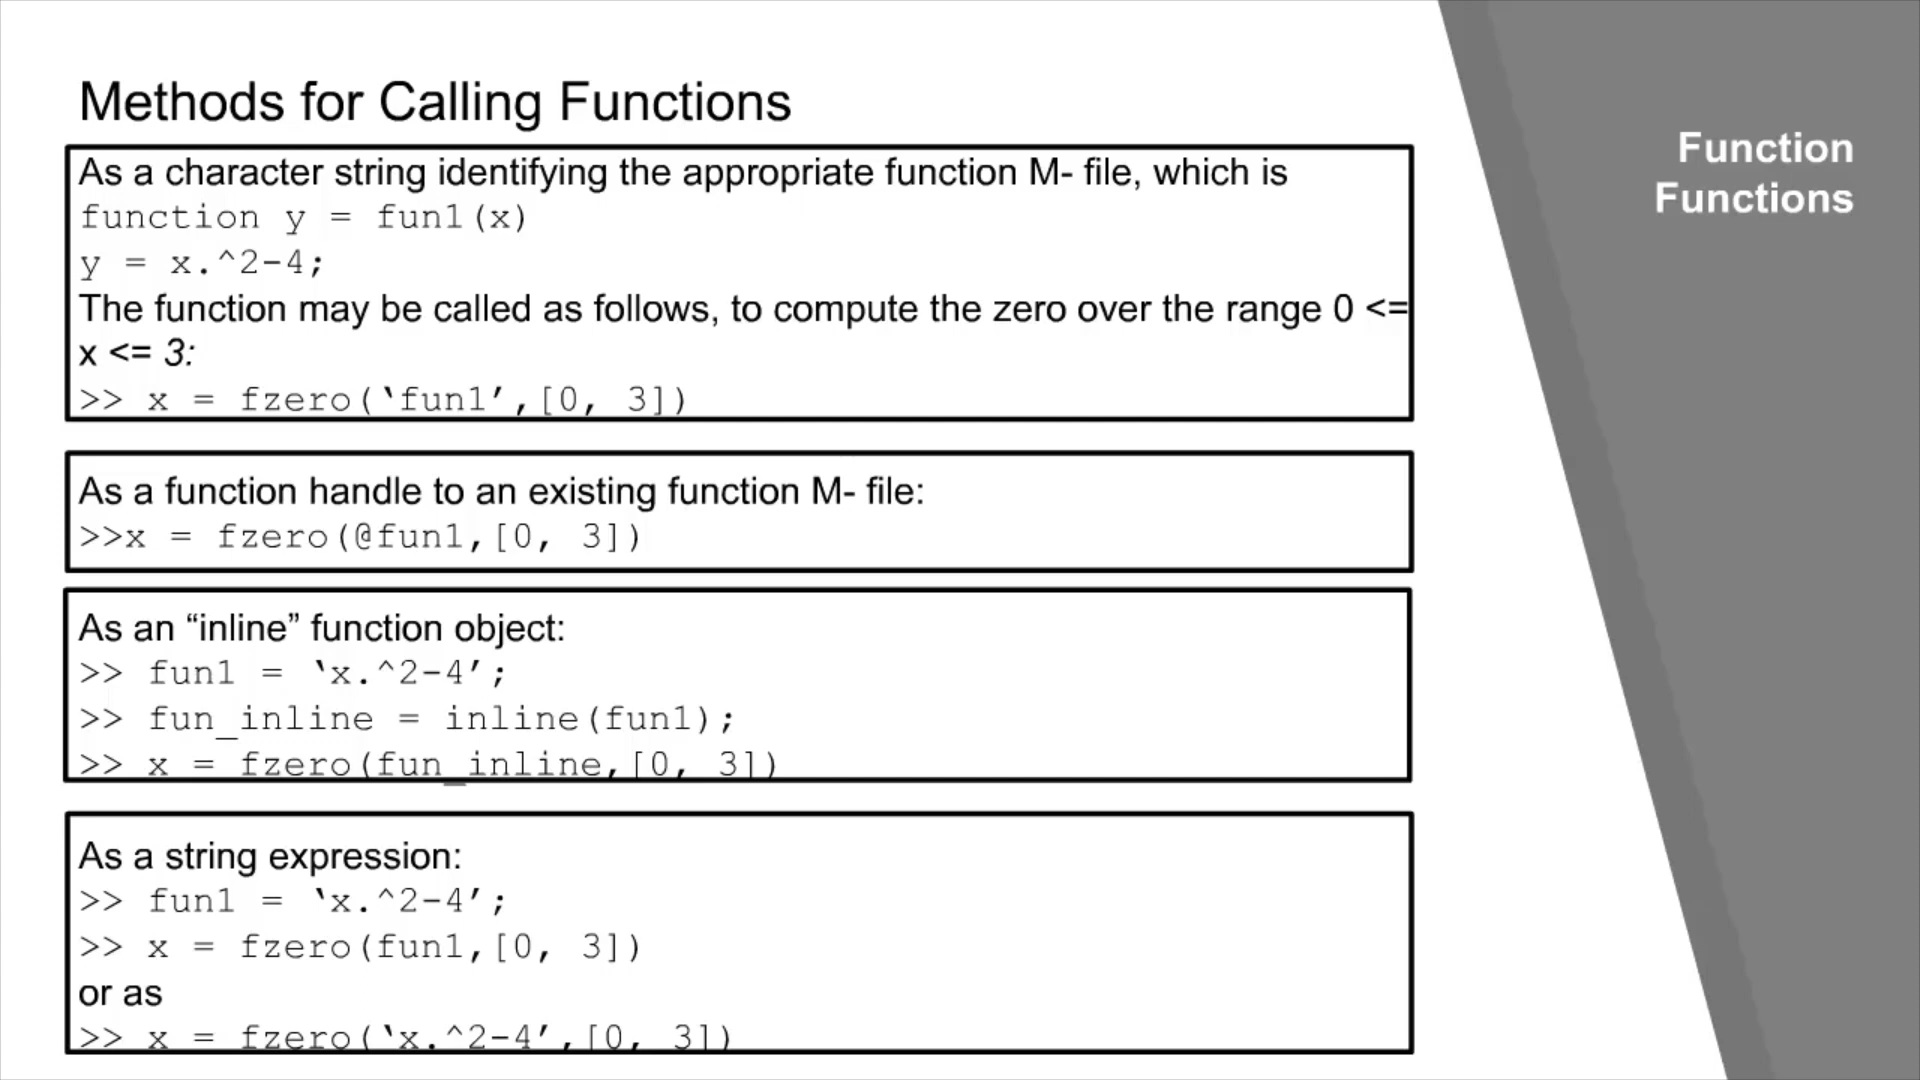 Methods for Calling Functions
As a character string identifying the appropriate function M- file, which is
function y = fun1(x)
y = x.^2-4;
The function may be called as follows, to compute the zero over the range 0 <=
x <= 3:
>> x = fzero(‘fun1’,[0, 3])
As a function handle to an existing function M- file:
>>x = fzero(@fun1,[0, 3])
As an “inline” function object:
>> fun1 = ‘x.^2-4’;
>> fun_inline = inline(fun1);
>> x = fzero(fun_inline,[0, 3])
As a string expression:
>> fun1 = ‘x.^2-4’;
>> x = fzero(fun1,[0, 3])
or as
>> x = fzero(‘x.^2-4’,[0, 3])
Function
Functions